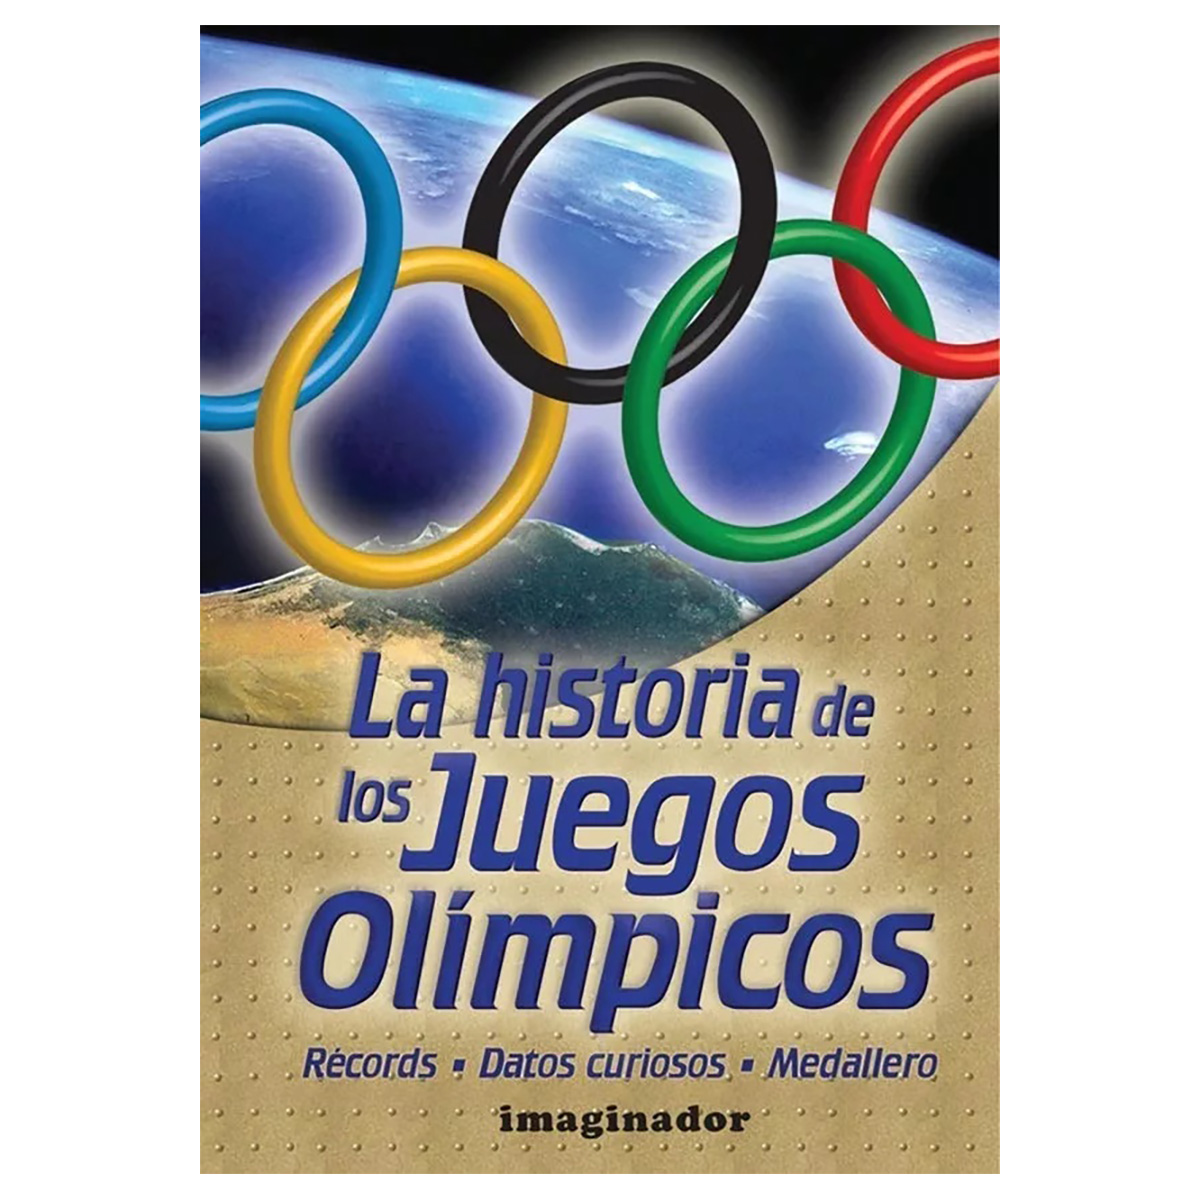 La historia de
los Juegos
Olímpicos
Récords ▪ Datos curiosos ▪ Medallero
imaginador